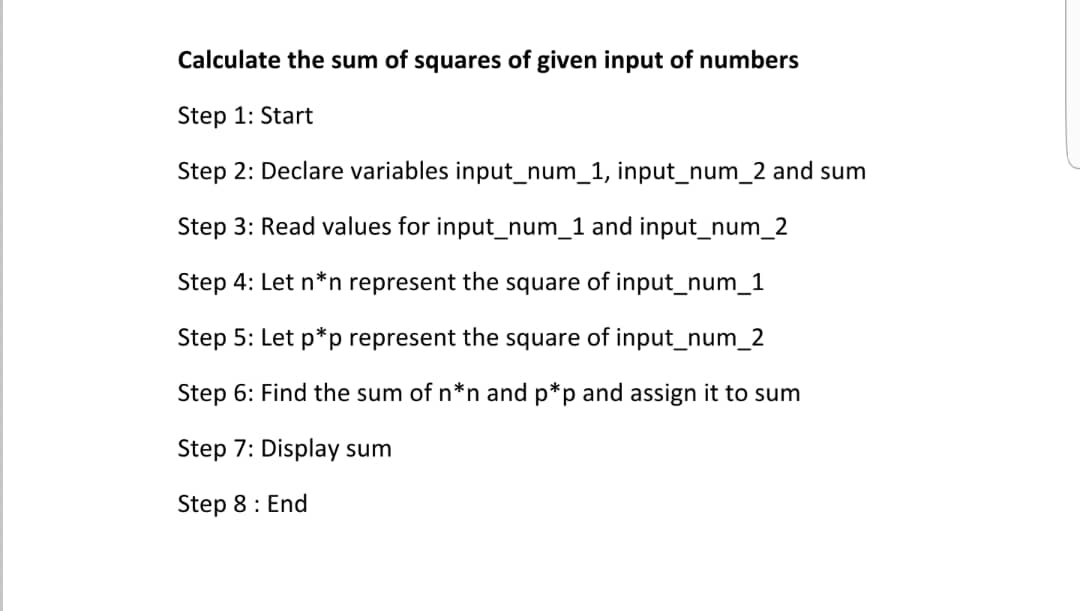 Calculate the sum of squares of given input of numbers
Step 1: Start
Step 2: Declare variables input_num_1, input_num_2 and sum
Step 3: Read values for input_num_1 and input_num_2
Step 4: Let n*n represent the square of input_num_1
Step 5: Let p*p represent the square of input_num_2
Step 6: Find the sum of n*n and p*p and assign it to sum
Step 7: Display sum
Step 8 : End